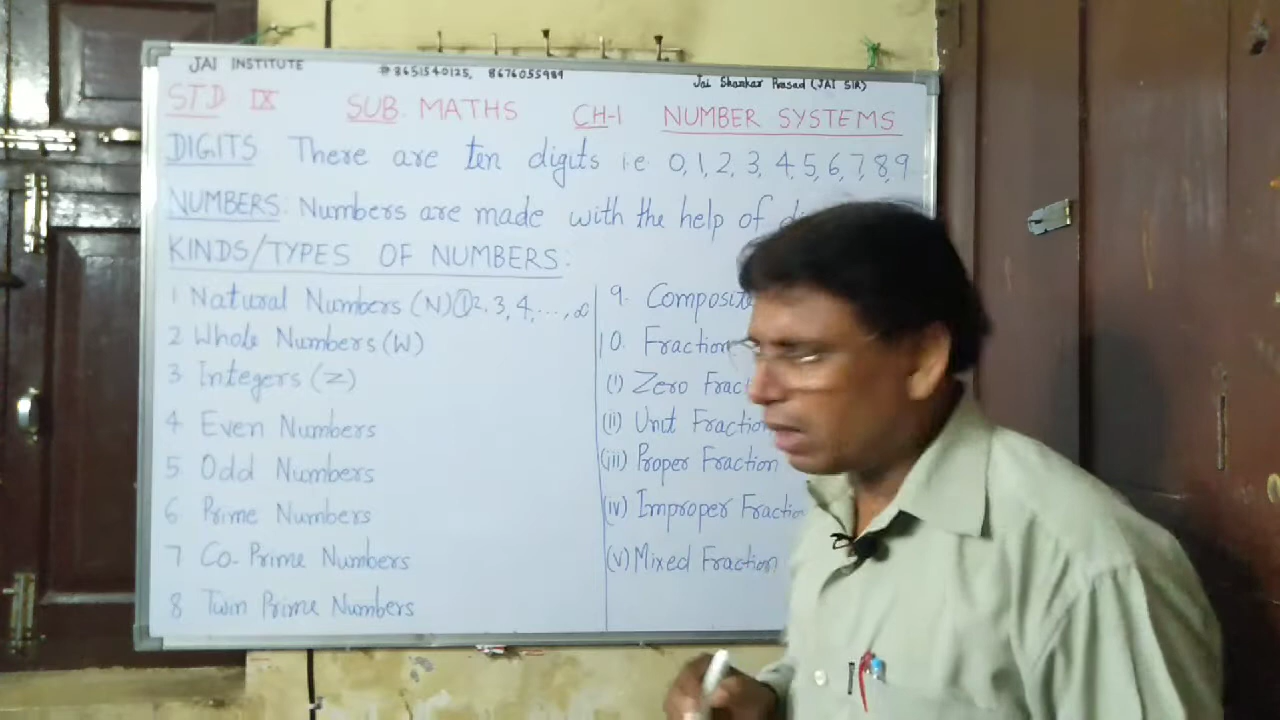 JAI INSTITUTE #8651540125, 8676055989 Jai Shankar Prasad (JAI SIR)
STD IX SUB. MATHS CH-1 NUMBER SYSTEMS
DIGITS There are ten digits i.e. 0, 1, 2, 3, 4, 5, 6, 7, 8, 9
NUMBERS. Numbers are made with the help of
KINDS/TYPES OF NUMBERS:
1 Natural Numbers (N) ① 2, 3, 4, ..., ∞
2 Whole Numbers (W)
3 Integers (Z)
4 Even Numbers
5 Odd Numbers
6 Prime Numbers
7 Co-Prime Numbers
8 Twin Prime Numbers
9. Composit
10. Fraction
(i) Zero Frac
(ii) Unit Fractio
(iii) Proper Fraction
(iv) Improper Fractio
(v) Mixed Fraction